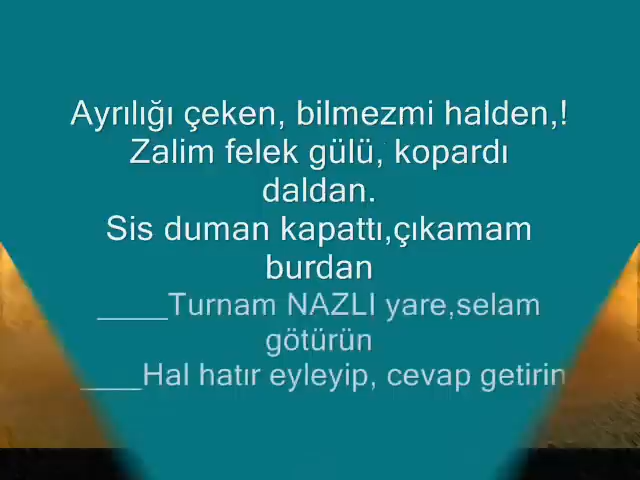 Ayrılığı çeken, bilmezmi halden,!
Zalim felek gülü, kopardı
daldan.
Sis duman kapattı,çıkamam
burdan
____Turnam NAZLI yare,selam
götürün
____Hal hatır eyleyip, cevap getirin